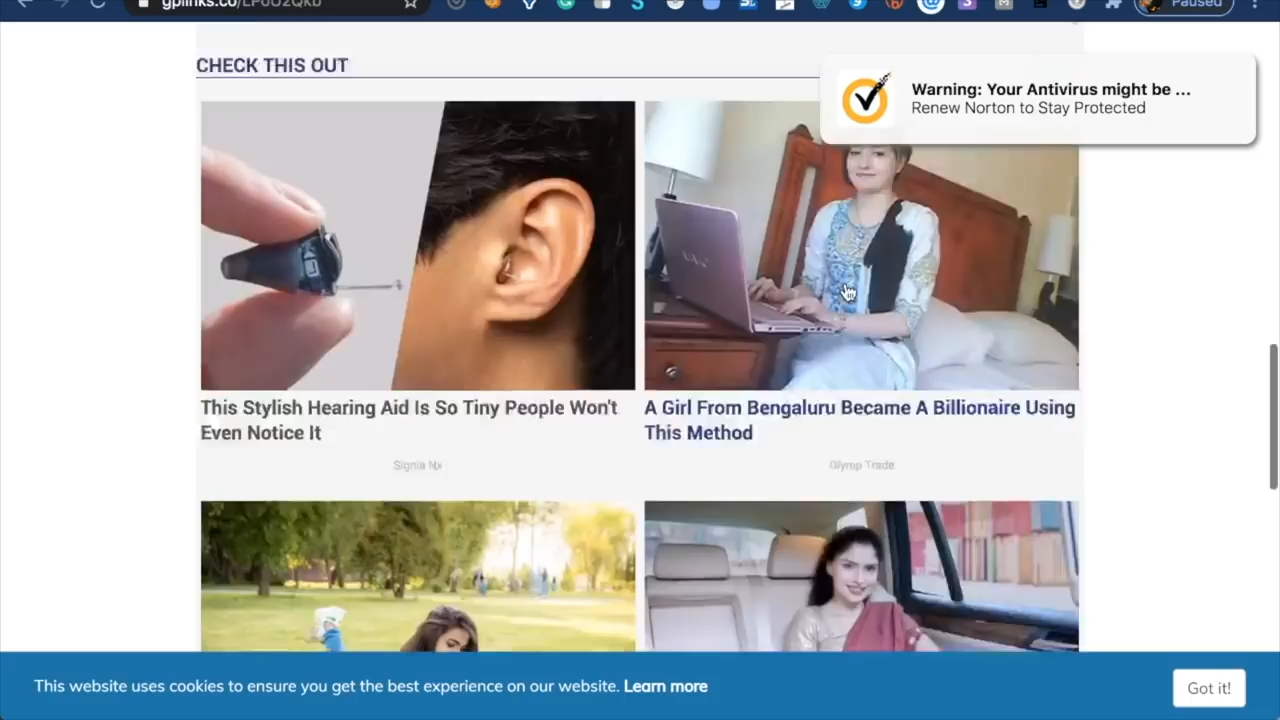 gplinks.co/
Paused
CHECK THIS OUT
Warning: Your Antivirus might be ...
Renew Norton to Stay Protected
This Stylish Hearing Aid Is So Tiny People Won't
Even Notice It
Signia Nx
A Girl From Bengaluru Became A Billionaire Using
This Method
Olymp Trade
This website uses cookies to ensure you get the best experience on our website. Learn more
Got it!